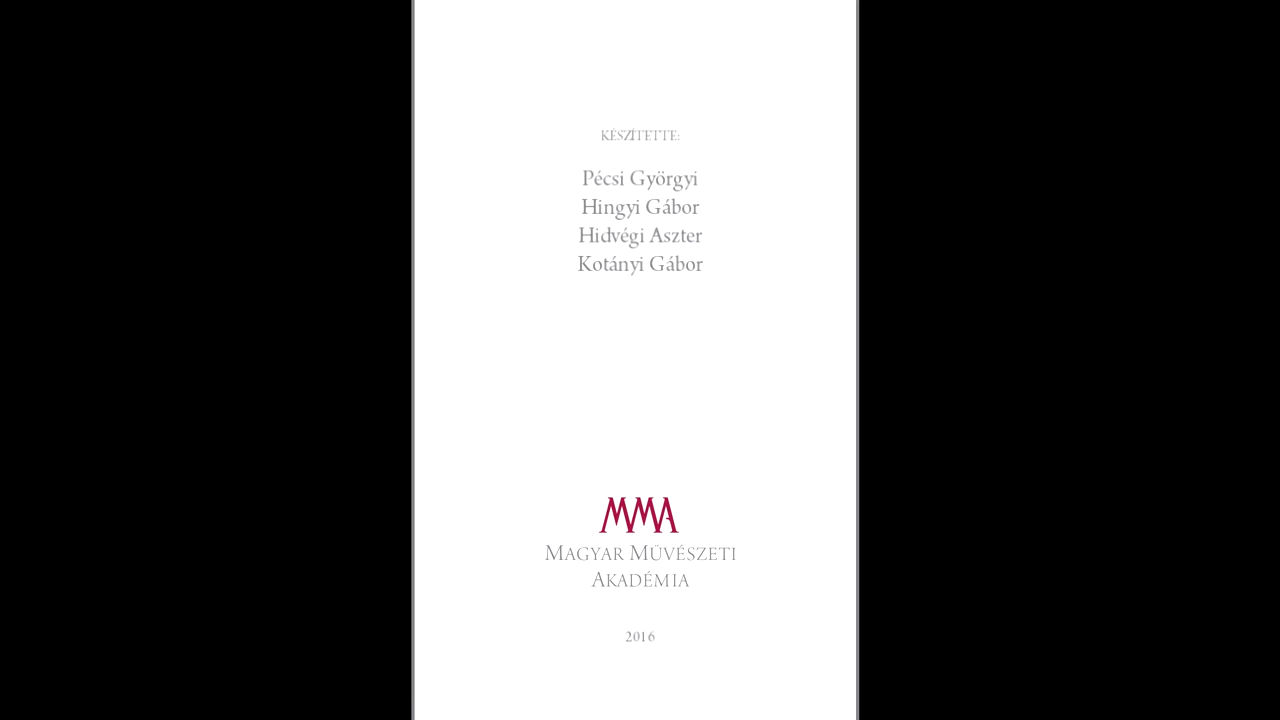 KÉSZÍTETTE:
Pécsi Györgyi
Hingyi Gábor
Hidvégi Aszter
Kotányi Gábor
MMA
MAGYAR MŰVÉSZETI
AKADÉMIA
2016